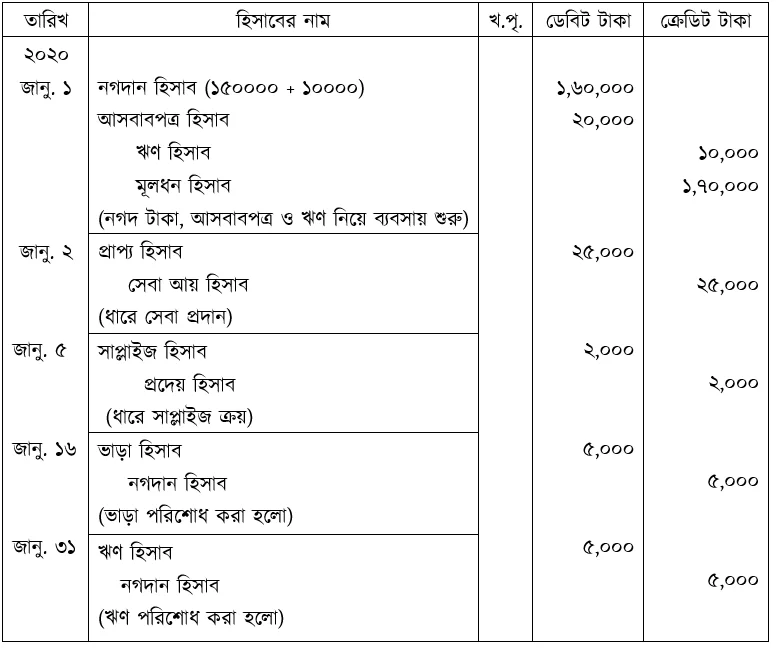 তারিখ হিসাবের নাম খ.পৃ. ডেবিট টাকা ক্রেডিট টাকা
২০২০
জানু. ১ নগদান হিসাব (১৫০০০০ + ১০০০০) ১,৬০,০০০
আসবাবপত্র হিসাব ২০,০০০
ঋণ হিসাব ১০,০০০
মূলধন হিসাব ১,৭০,০০০
(নগদ টাকা, আসবাবপত্র ও ঋণ নিয়ে ব্যবসায় শুরু)
জানু. ২ প্রাপ্য হিসাব ২৫,০০০
সেবা আয় হিসাব ২৫,০০০
(ধারে সেবা প্রদান)
জানু. ৫ সাপ্লাইজ হিসাব ২,০০০
প্রদেয় হিসাব ২,০০০
(ধারে সাপ্লাইজ ক্রয়)
জানু. ১৬ ভাড়া হিসাব ৫,০০০
নগদান হিসাব ৫,০০০
(ভাড়া পরিশোধ করা হলো)
জানু. ৩১ ঋণ হিসাব ৫,০০০
নগদান হিসাব ৫,০০০
(ঋণ পরিশোধ করা হলো)